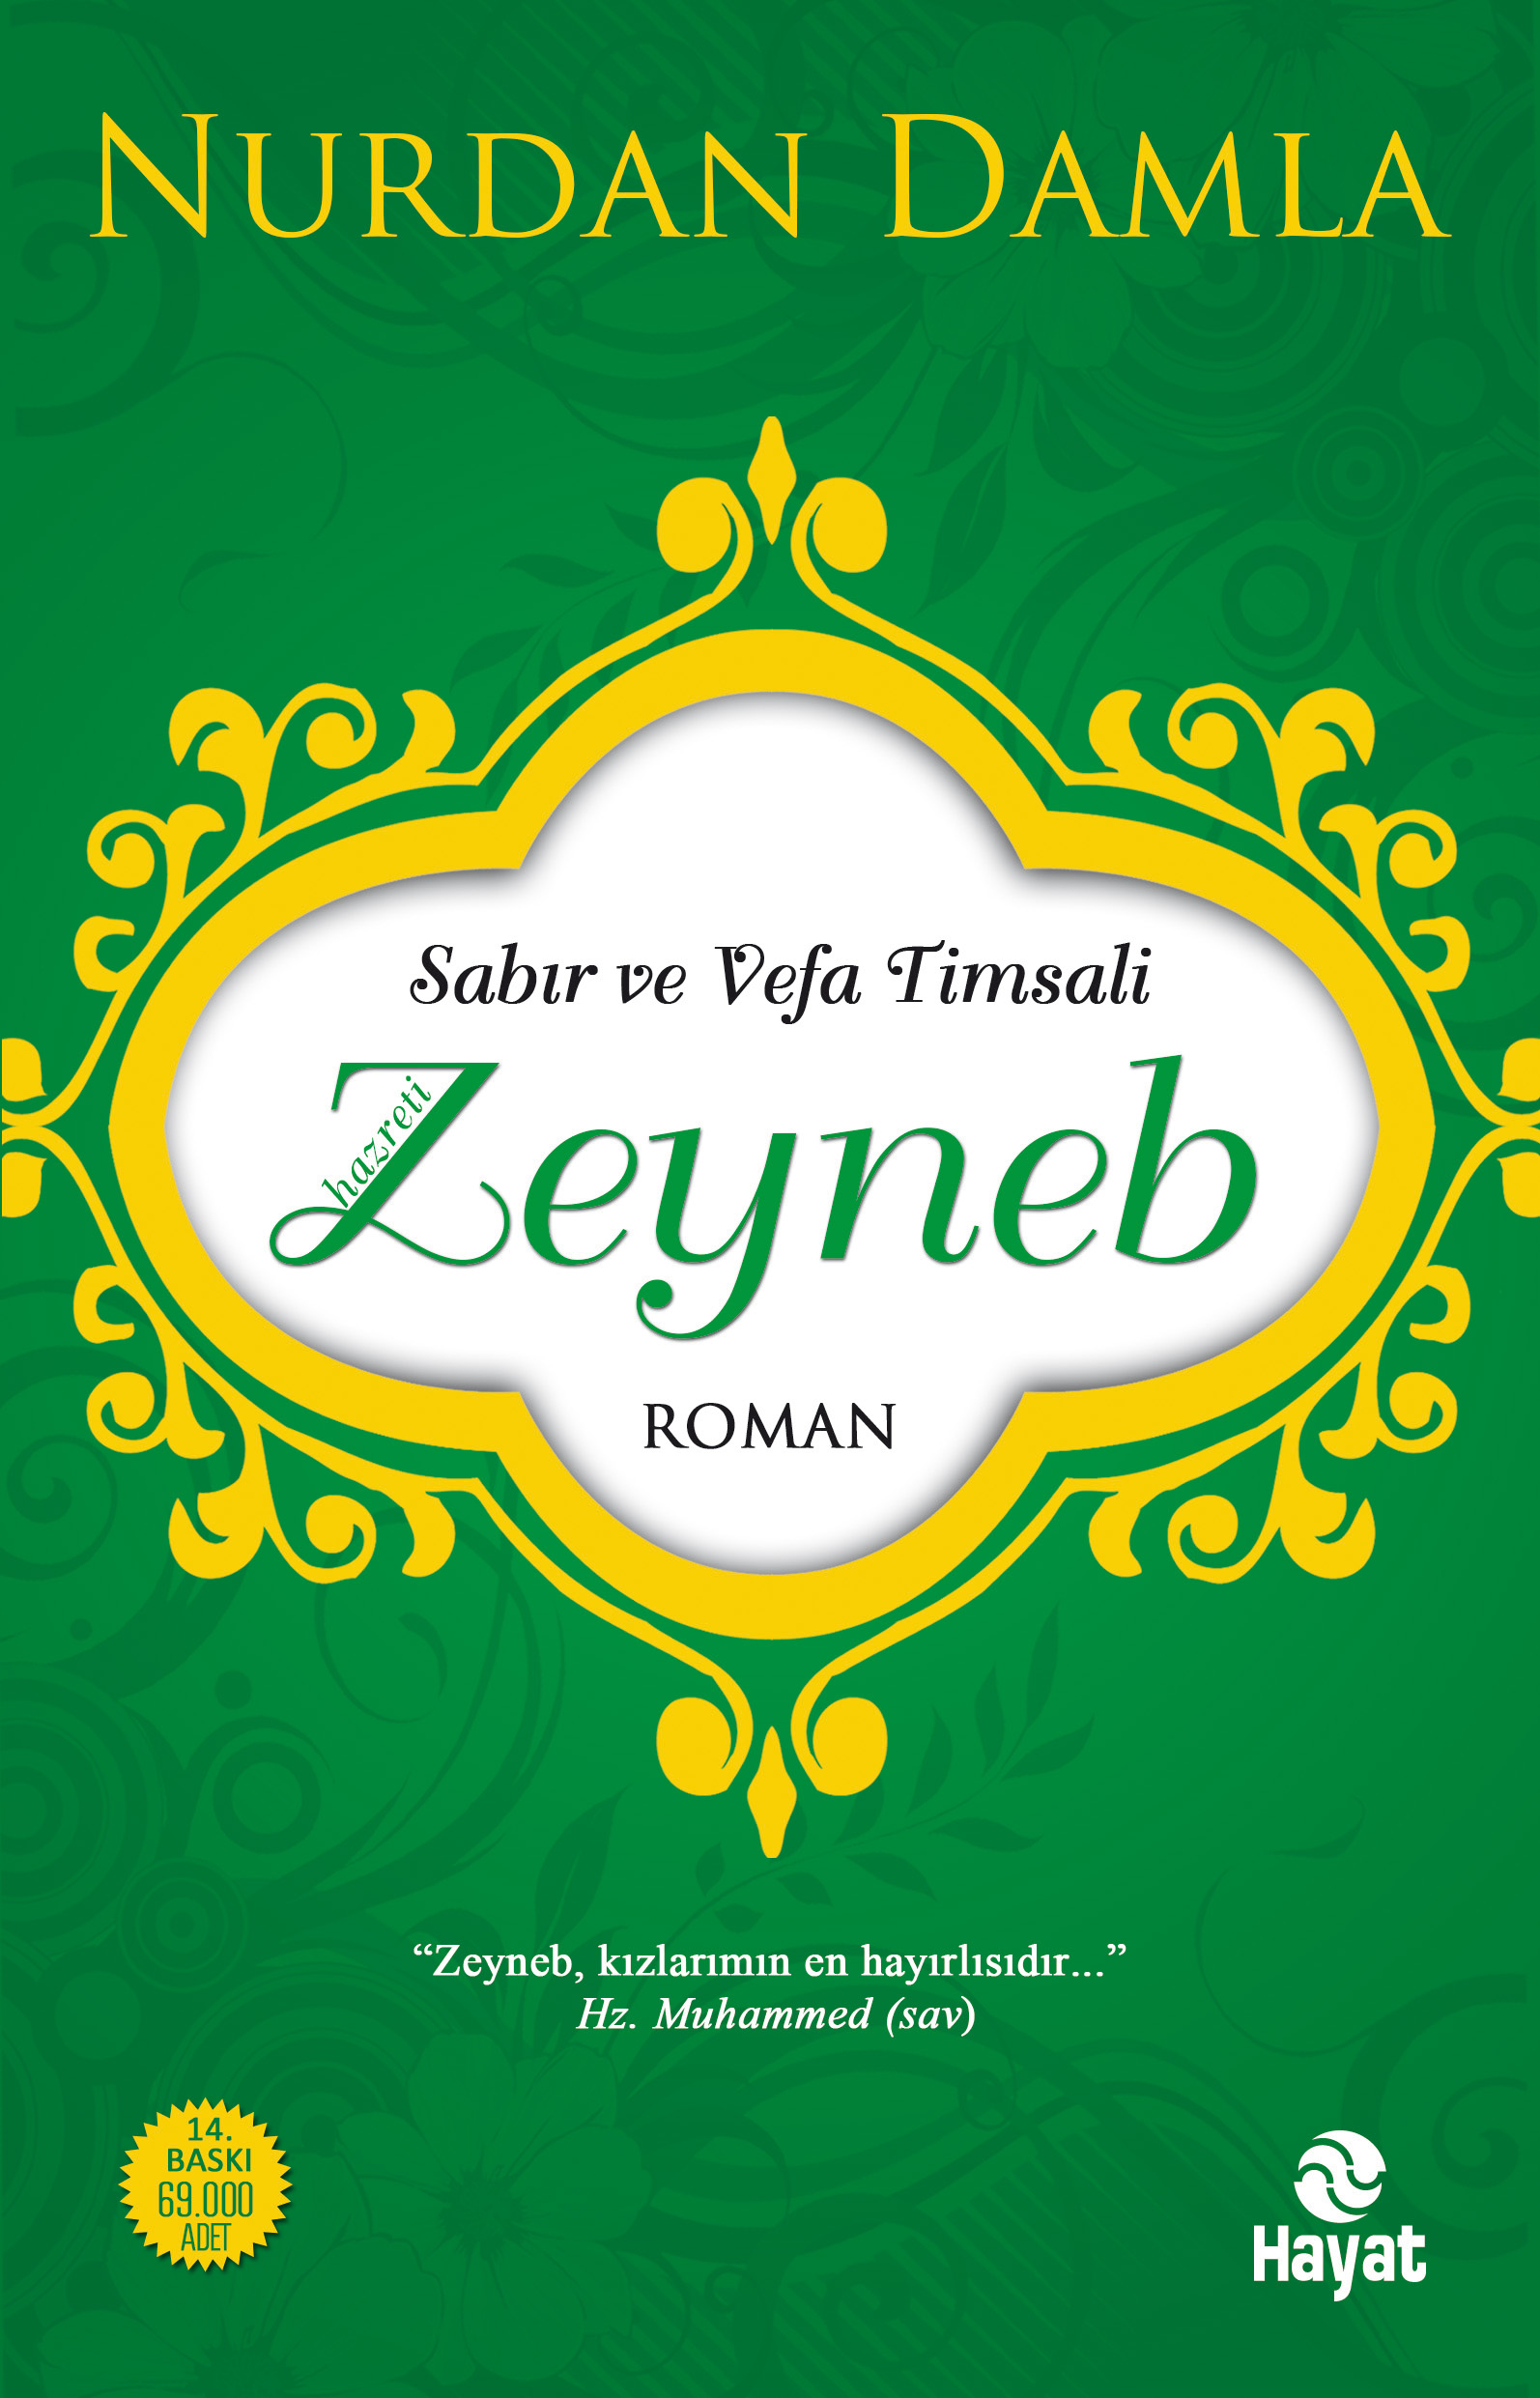 NURDAN DAMLA
Sabır ve Vefa Timsali
hazreti
Zeyneb
ROMAN
“Zeyneb, kızlarımın en hayırlısıdır...”
Hz. Muhammed (sav)
14.
BASKI
69.000
ADET
Hayat